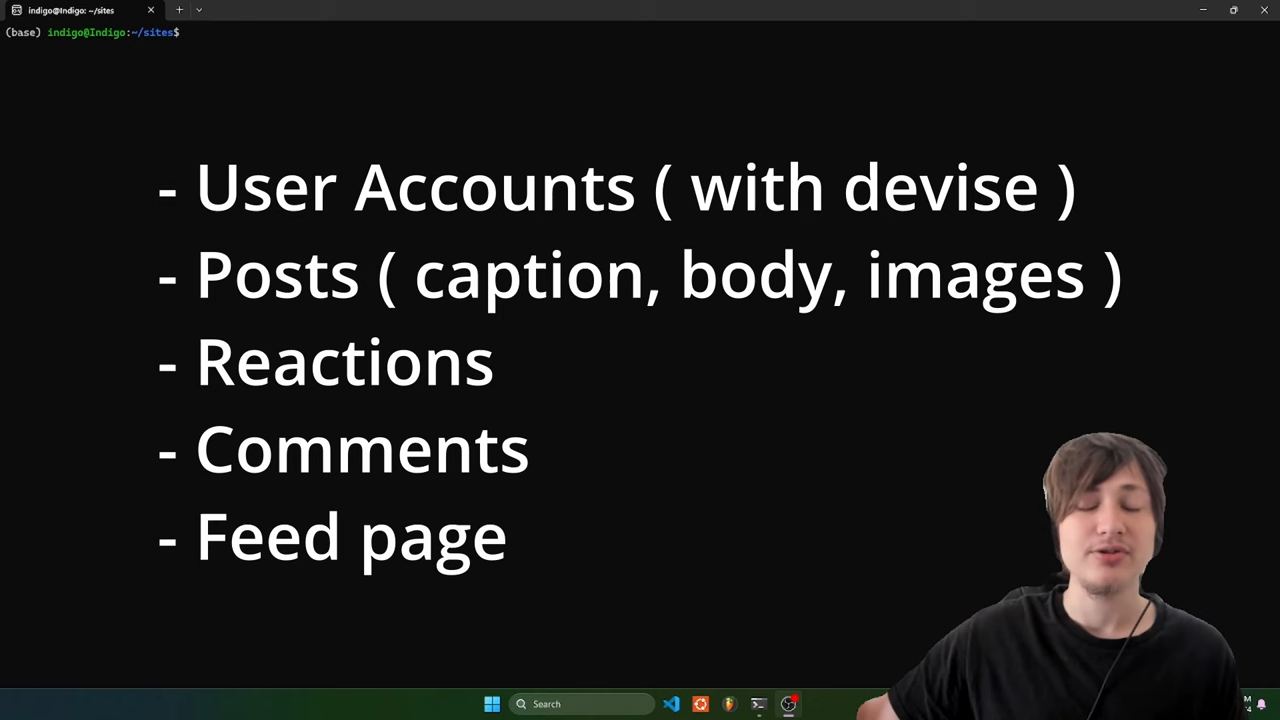 indigo@Indigo: ~/sites
(base) indigo@Indigo:~/sites$
- User Accounts ( with devise )
- Posts ( caption, body, images )
- Reactions
- Comments
- Feed page
Search